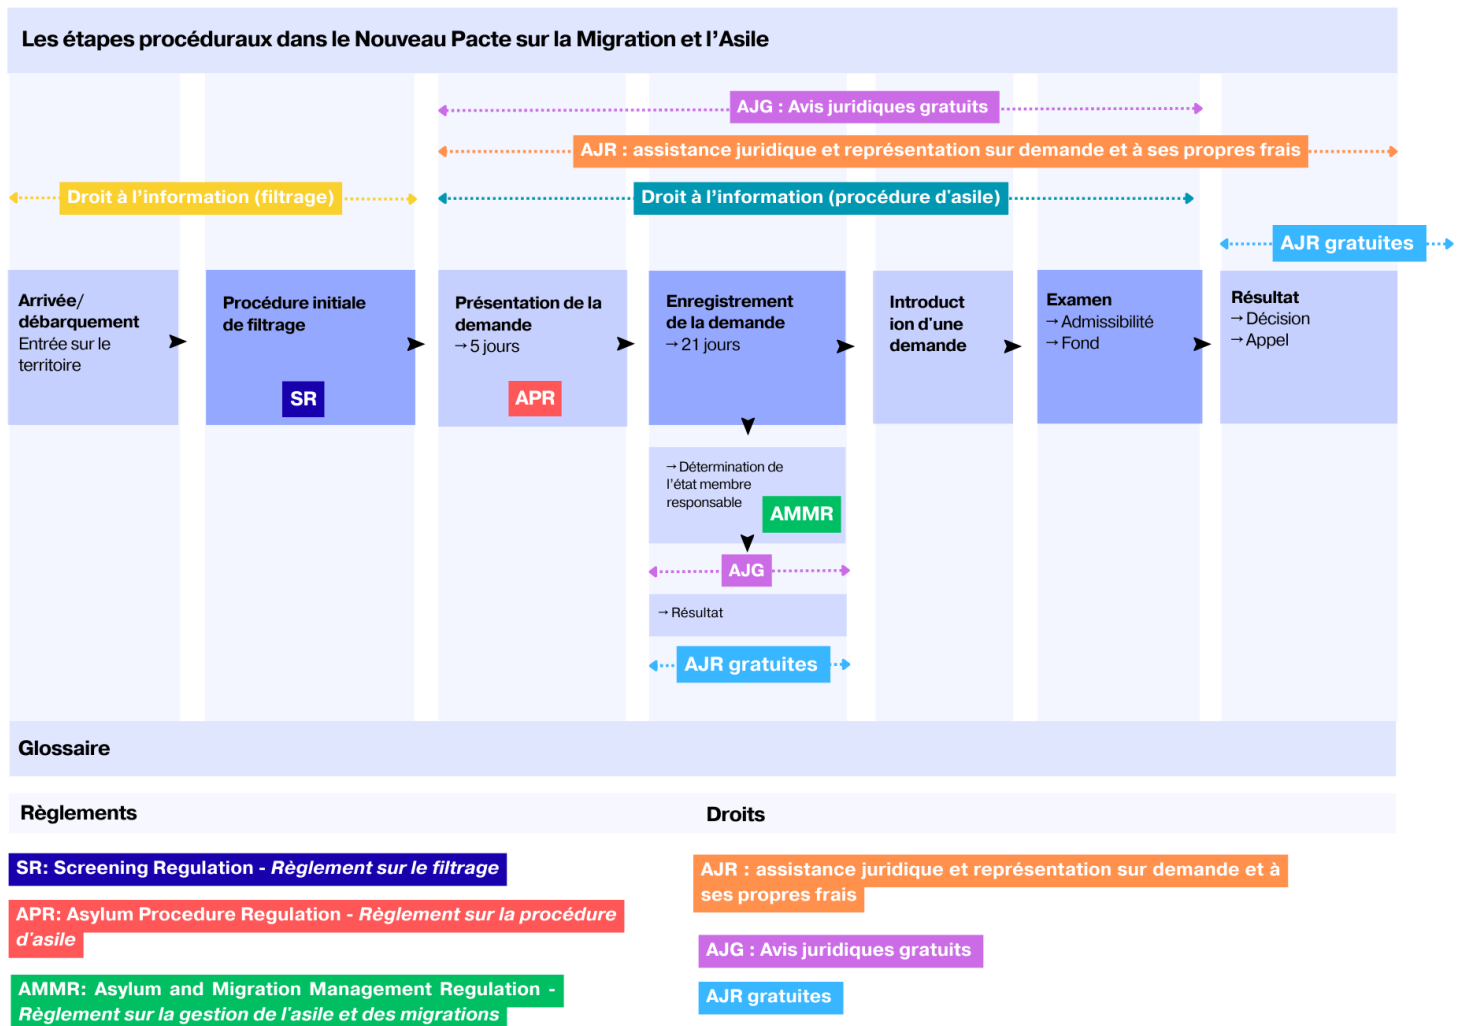 Les étapes procéduraux dans le Nouveau Pacte sur la Migration et l'Asile
AJG : Avis juridiques gratuits
AJR : assistance juridique et représentation sur demande et à ses propres frais
Droit à l'information (filtrage)
Droit à l'information (procédure d'asile)
AJR gratuites
Arrivée/
débarquement
Entrée sur le
territoire
Procédure initiale
de filtrage
SR
Présentation de la
demande
→ 5 jours
APR
Enregistrement
de la demande
→ 21 jours
Introduct
ion d'une
demande
Examen
→ Admissibilité
→ Fond
Résultat
→ Décision
→ Appel
→ Détermination de
l'état membre
responsable
AMMR
AJG
→ Résultat
AJR gratuites
Glossaire
Règlements
SR: Screening Regulation - Règlement sur le filtrage
APR: Asylum Procedure Regulation - Règlement sur la procédure
d'asile
AMMR: Asylum and Migration Management Regulation -
Règlement sur la gestion de l'asile et des migrations
Droits
AJR : assistance juridique et représentation sur demande et à
ses propres frais
AJG : Avis juridiques gratuits
AJR gratuites